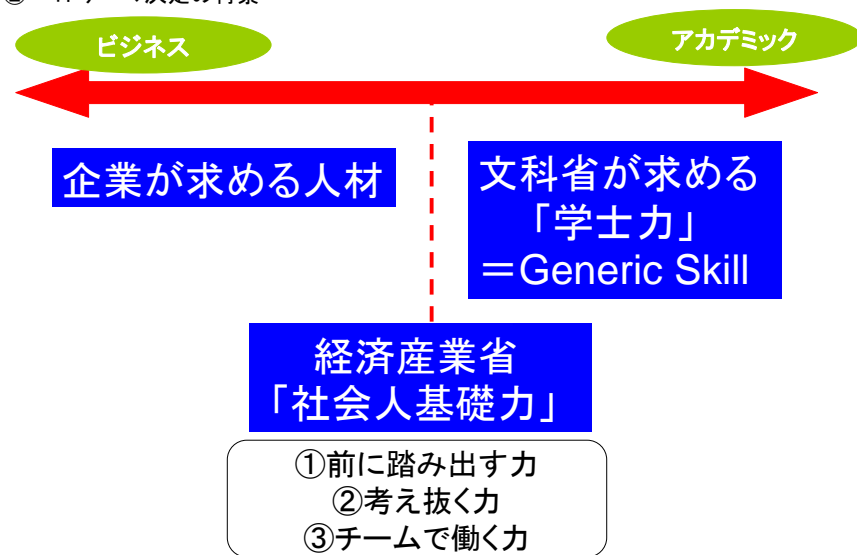 ビジネス
アカデミック
企業が求める人材
文科省が求める
「学士力」
＝Generic Skill
経済産業省
「社会人基礎力」
①前に踏み出す力
②考え抜く力
③チームで働く力